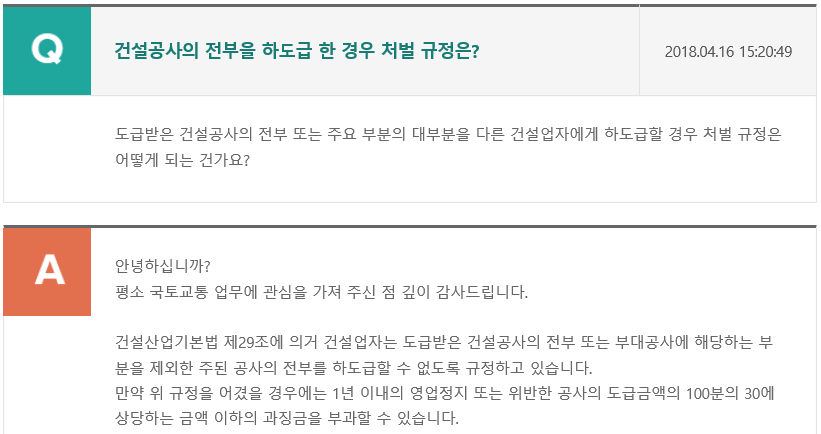 Q
건설공사의 전부을 하도급 한 경우 처벌 규정은?
2018.04.16 15:20:49
도급받은 건설공사의 전부 또는 주요 부분의 대부분을 다른 건설업자에게 하도급할 경우 처벌 규정은
어떻게 되는 건가요?
A
안녕하십니까?
평소 국토교통 업무에 관심을 가져 주신 점 깊이 감사드립니다.
건설산업기본법 제29조에 의거 건설업자는 도급받은 건설공사의 전부 또는 부대공사에 해당하는 부
분을 제외한 주된 공사의 전부를 하도급할 수 없도록 규정하고 있습니다.
만약 위 규정을 어겼을 경우에는 1년 이내의 영업정지 또는 위반한 공사의 도급금액의 100분의 30에
상당하는 금액 이하의 과징금을 부과할 수 있습니다.